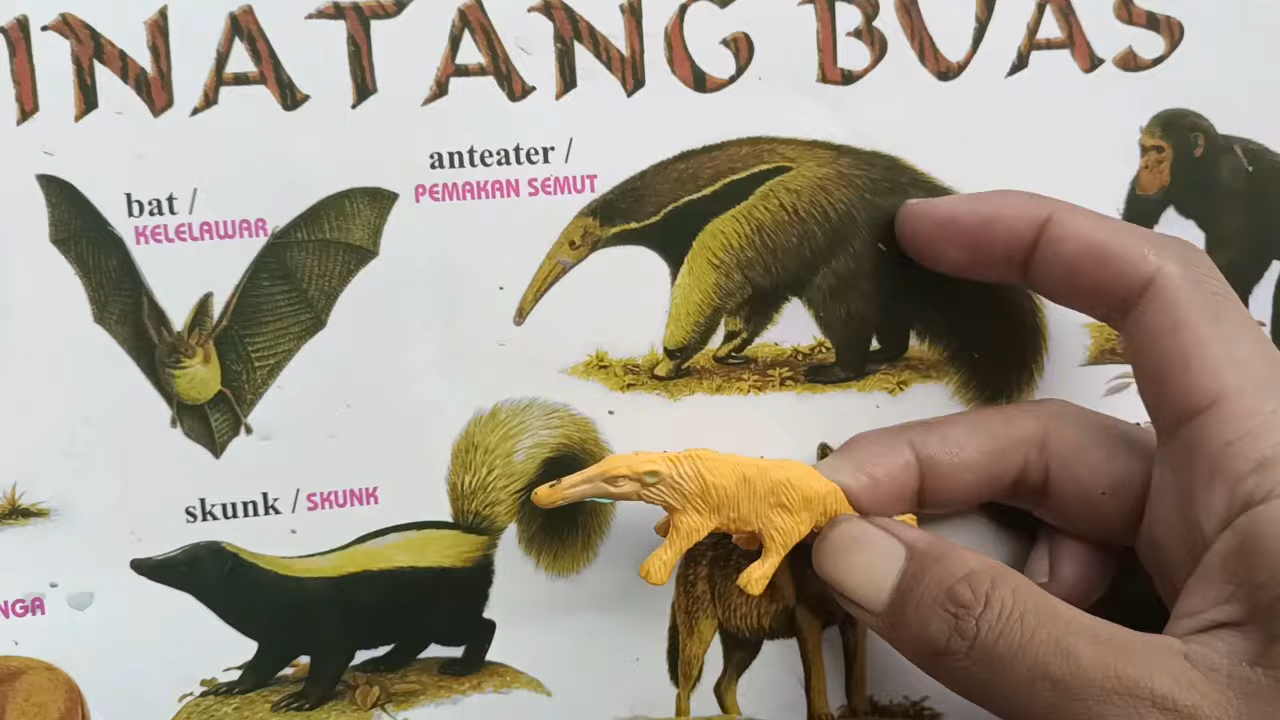 INATANG BUAS
anteater /
PEMAKAN SEMUT
bat /
KELELAWAR
skunk / SKUNK
NGA